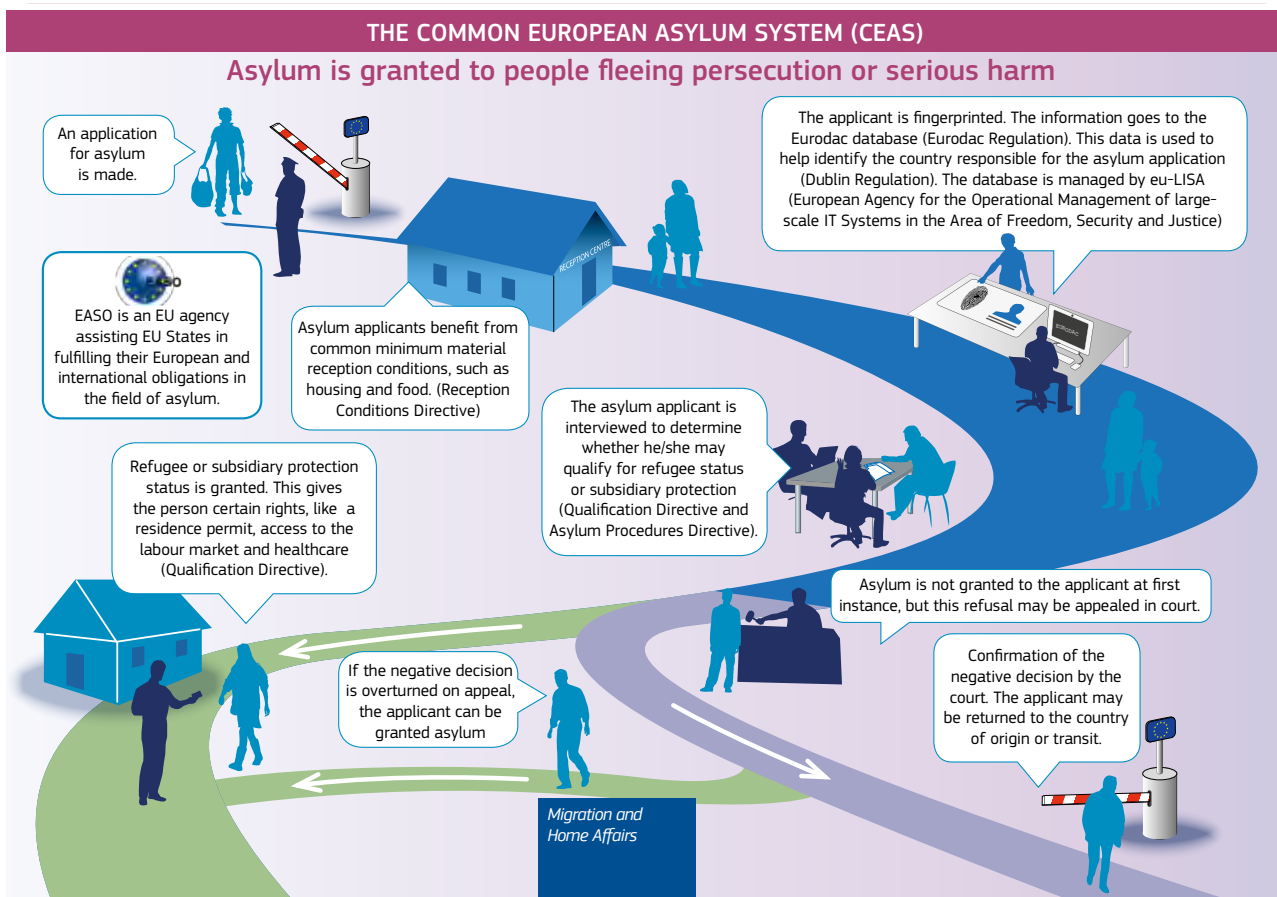 THE COMMON EUROPEAN ASYLUM SYSTEM (CEAS)
Asylum is granted to people fleeing persecution or serious harm
An application
for asylum
is made.
The applicant is fingerprinted. The information goes to the
Eurodac database (Eurodac Regulation). This data is used to
help identify the country responsible for the asylum application
(Dublin Regulation). The database is managed by eu-LISA
(European Agency for the Operational Management of large-
scale IT Systems in the Area of Freedom, Security and Justice)
RECEPTION CENTRE
EASO
EASO is an EU agency
assisting EU States in
fulfilling their European and
international obligations in
the field of asylum.
Asylum applicants benefit from
common minimum material
reception conditions, such as
housing and food. (Reception
Conditions Directive)
The asylum applicant is
interviewed to determine
whether he/she may
qualify for refugee status
or subsidiary protection
(Qualification Directive and
Asylum Procedures Directive).
Refugee or subsidiary protection
status is granted. This gives
the person certain rights, like a
residence permit, access to the
labour market and healthcare
(Qualification Directive).
Asylum is not granted to the applicant at first
instance, but this refusal may be appealed in court.
If the negative decision
is overturned on appeal,
the applicant can be
granted asylum
Confirmation of the
negative decision by the
court. The applicant may
be returned to the country
of origin or transit.
Migration and
Home Affairs